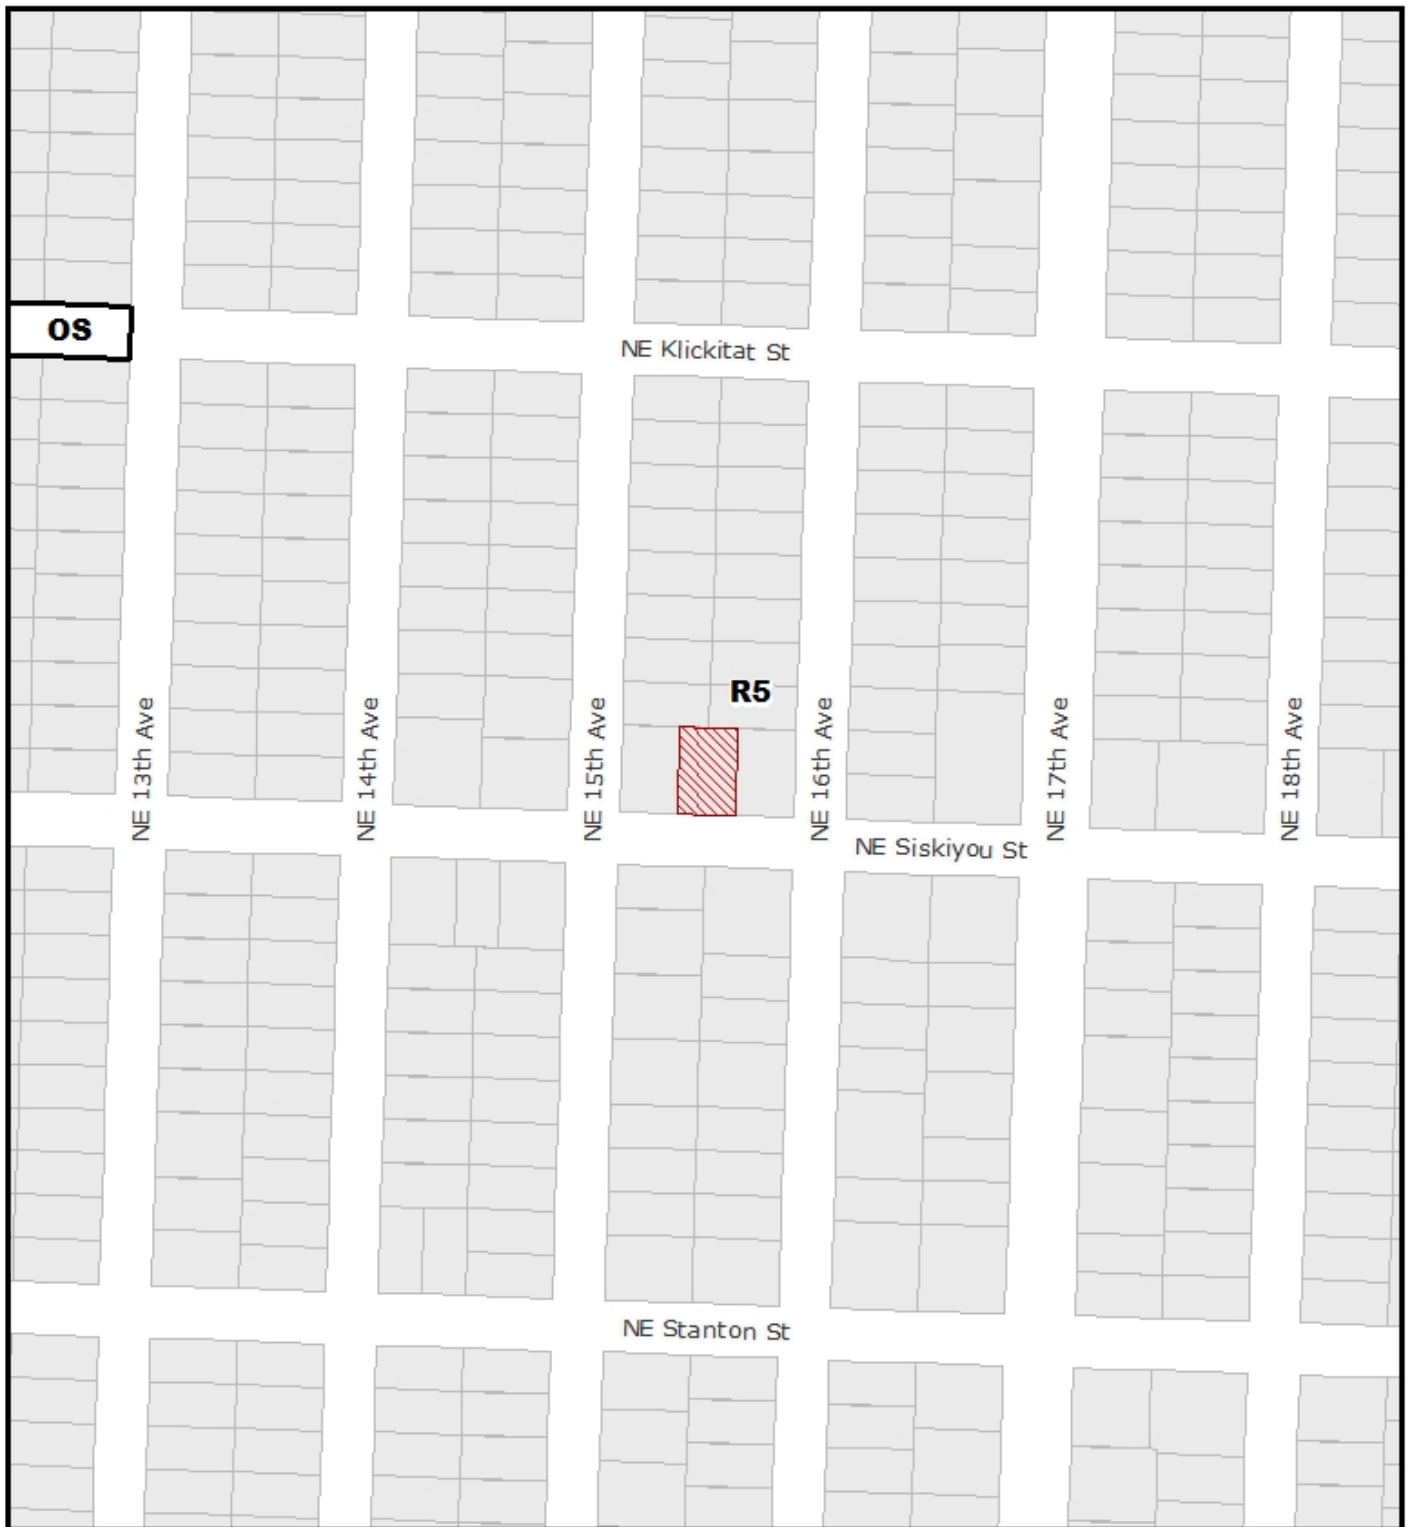 OS
NE Klickitat St
R5
NE 13th Ave
NE 14th Ave
NE 15th Ave
NE 16th Ave
NE 17th Ave
NE 18th Ave
NE Siskiyou St
NE Stanton St